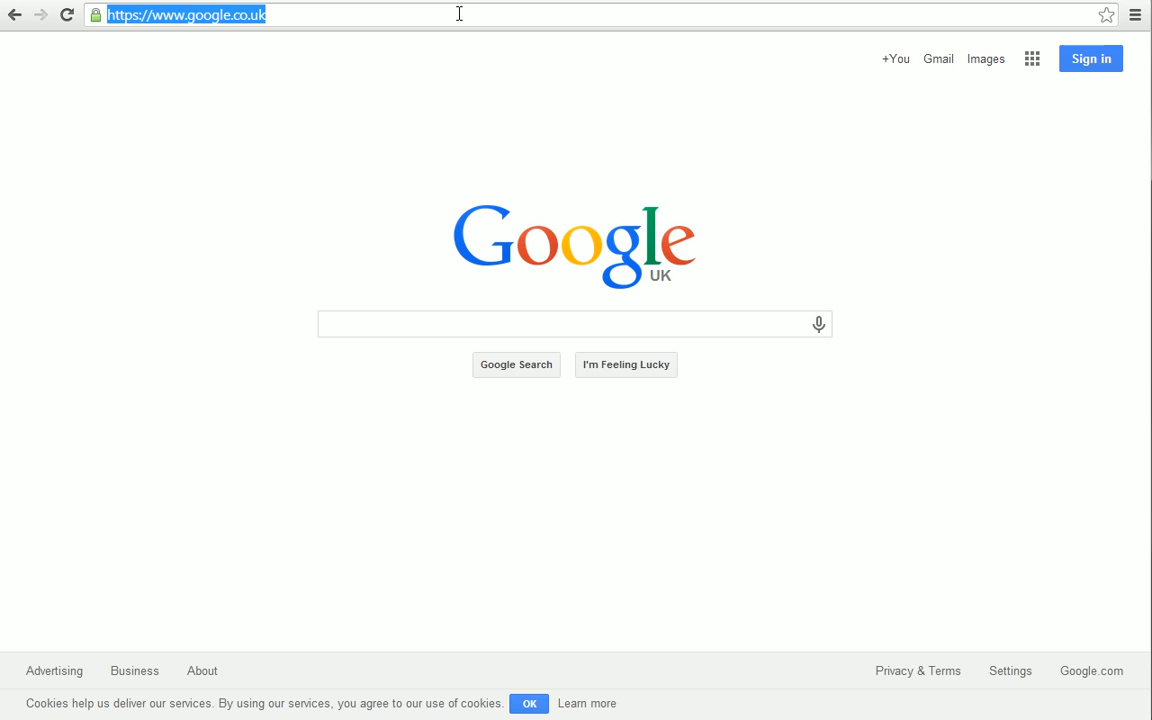 https://www.google.co.uk
+You Gmail Images Sign in
Google
UK
Google Search I'm Feeling Lucky
Advertising Business About Privacy & Terms Settings Google.com
Cookies help us deliver our services. By using our services, you agree to our use of cookies. OK Learn more